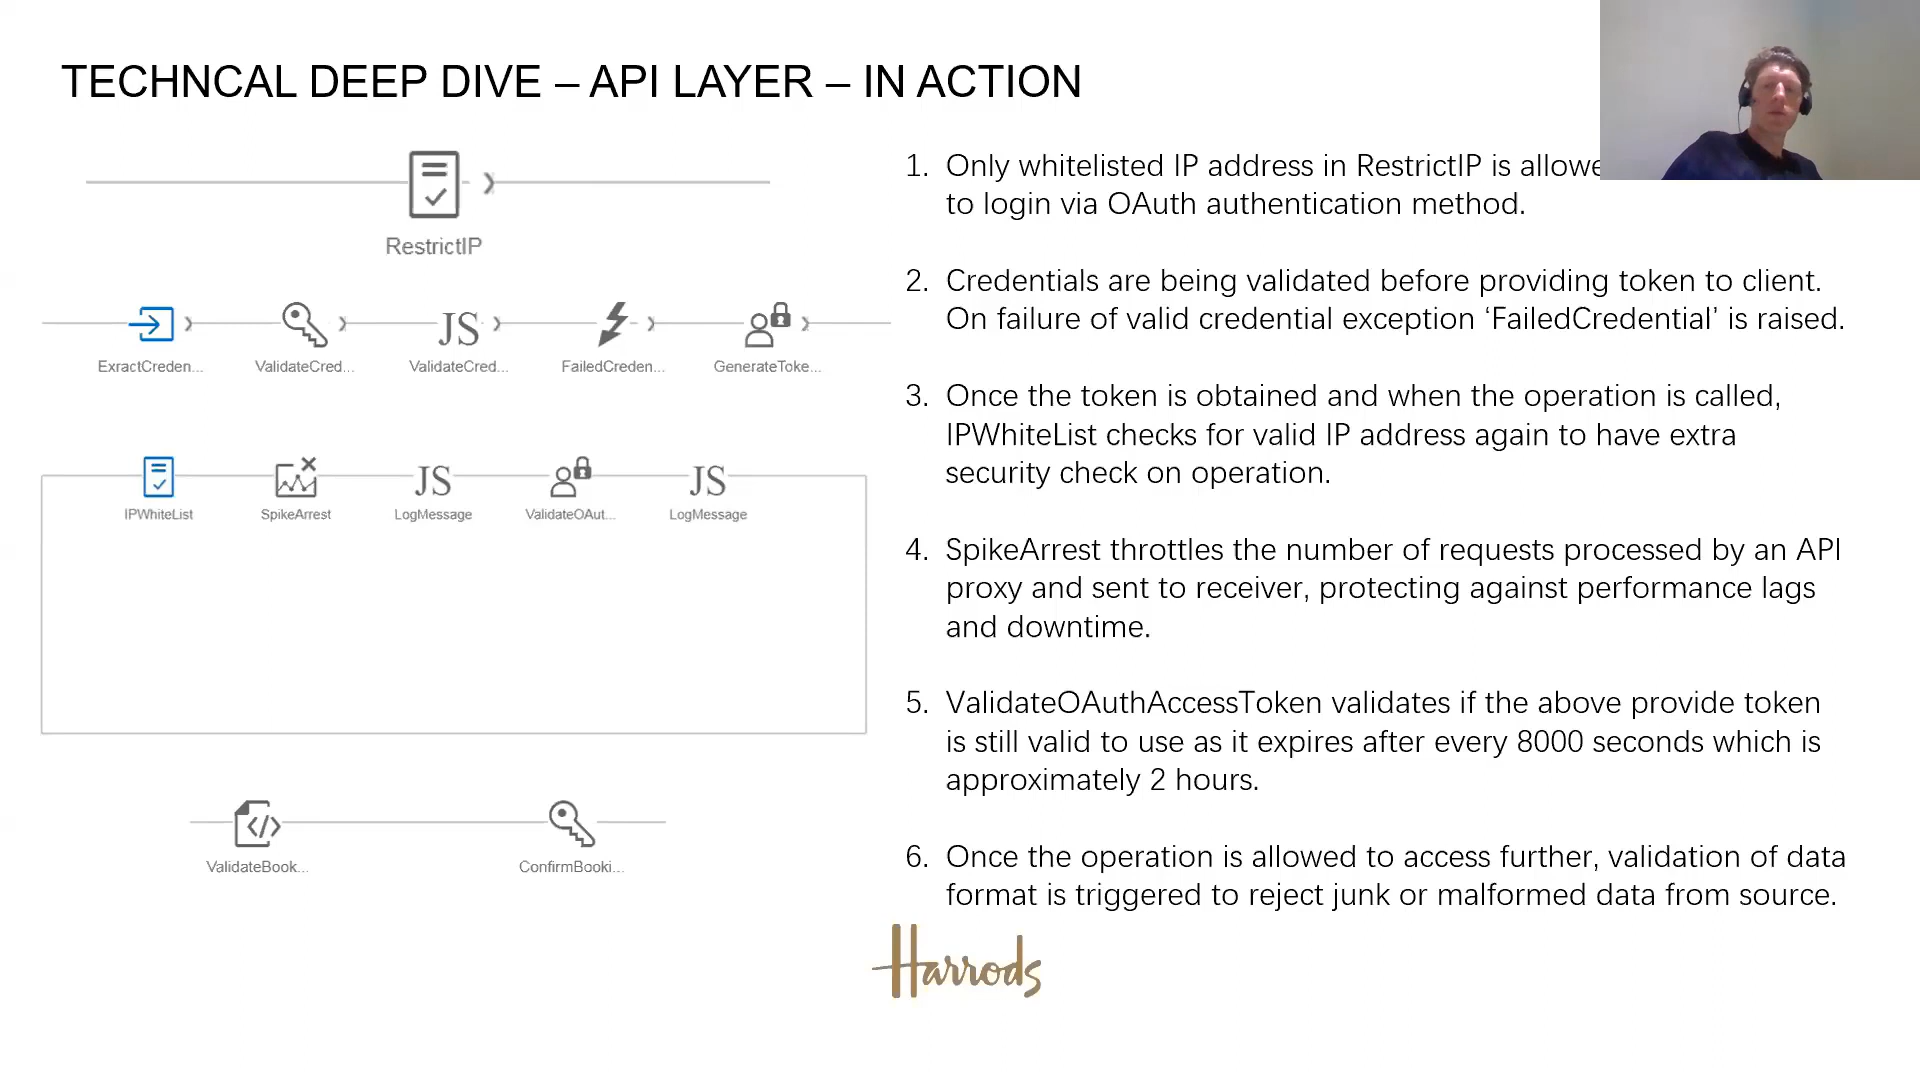 TECHNCAL DEEP DIVE – API LAYER – IN ACTION
RestrictIP
ExractCreden...
ValidateCred...
JS
ValidateCred...
FailedCreden...
GenerateToke...
IPWhiteList
SpikeArrest
JS
LogMessage
ValidateOAut...
JS
LogMessage
ValidateBook...
ConfirmBooki...
1. Only whitelisted IP address in RestrictIP is allowe
to login via OAuth authentication method.
2. Credentials are being validated before providing token to client.
On failure of valid credential exception ‘FailedCredential’ is raised.
3. Once the token is obtained and when the operation is called,
IPWhiteList checks for valid IP address again to have extra
security check on operation.
4. SpikeArrest throttles the number of requests processed by an API
proxy and sent to receiver, protecting against performance lags
and downtime.
5. ValidateOAuthAccessToken validates if the above provide token
is still valid to use as it expires after every 8000 seconds which is
approximately 2 hours.
6. Once the operation is allowed to access further, validation of data
format is triggered to reject junk or malformed data from source.
Harrods